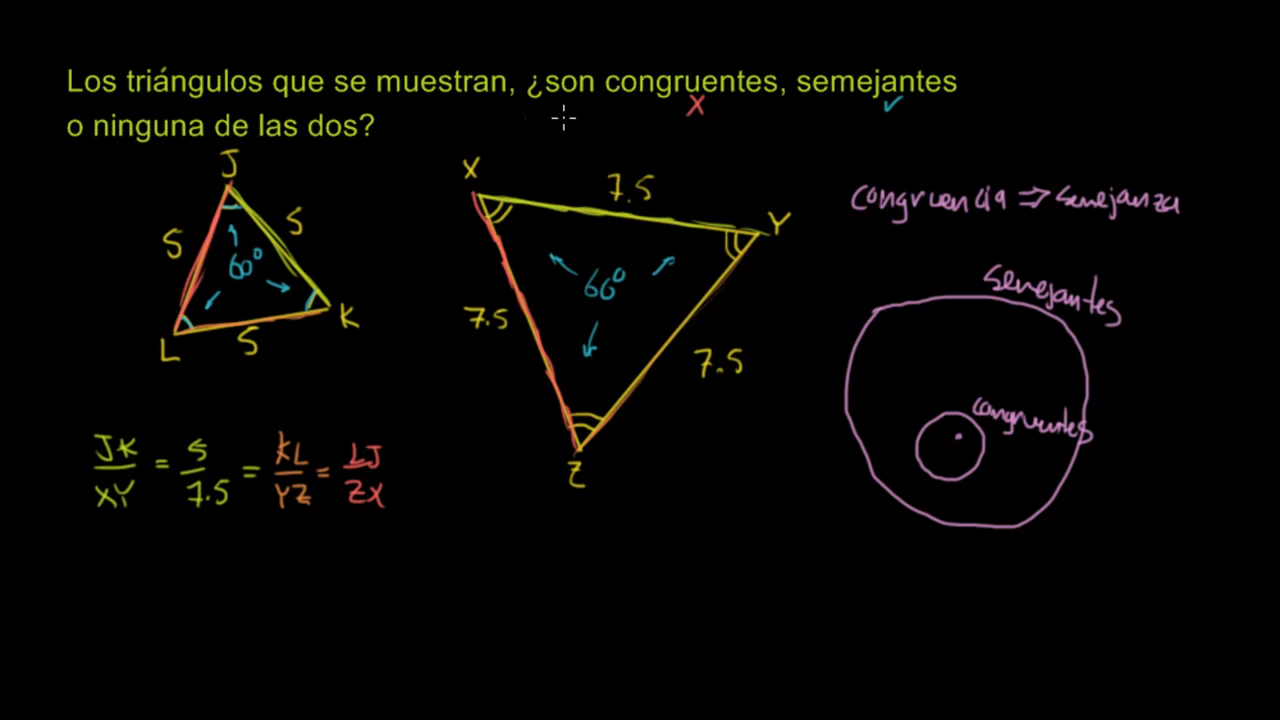 Los triángulos que se muestran, ¿son congruentes, semejantes
o ninguna de las dos?
J
5
5
60°
L
5
K
X
7.5
Y
60°
7.5
7.5
Z
JK/XY = 5/7.5 = KL/YZ = LJ/ZX
congruencia ⇒ semejanza
semejantes
congruentes